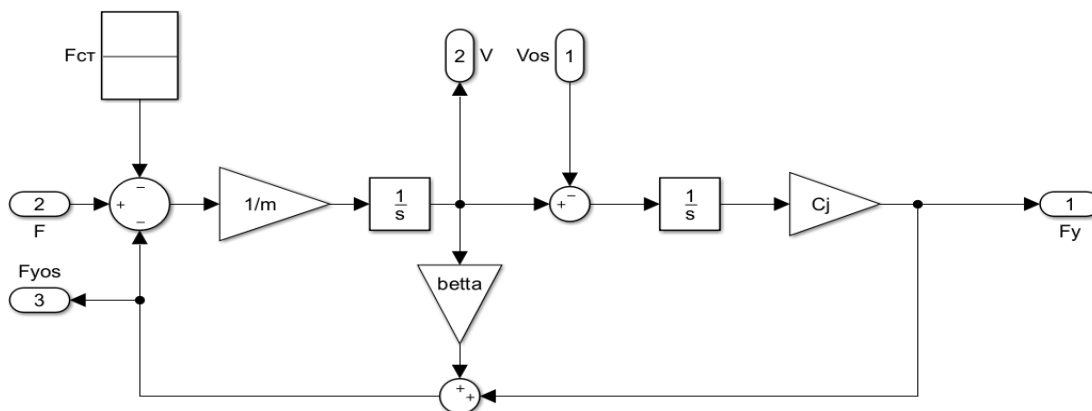 Fст
2
V
Vos
1
−
2
+
−
F
1/m
1
s
+
−
1
s
Cj
1
Fy
Fyos
3
betta
+
+